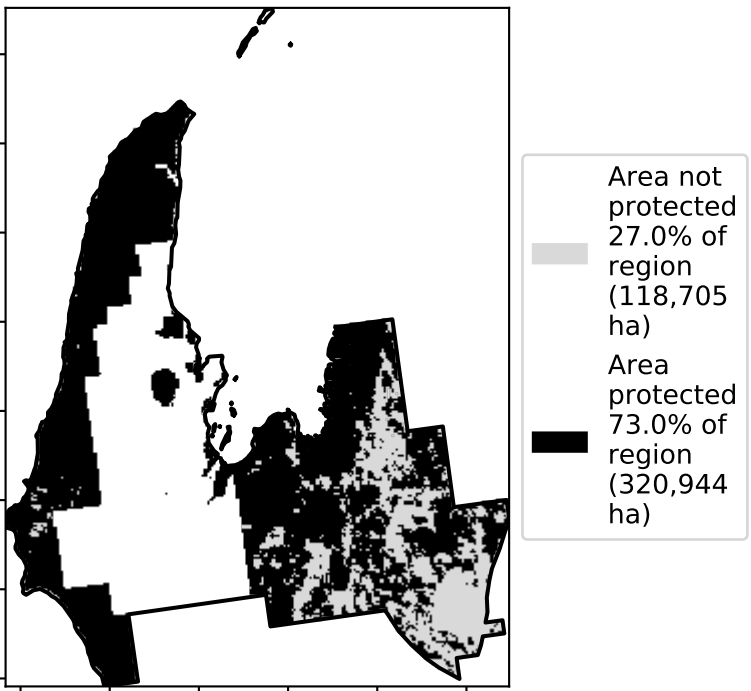 Area not
protected
27.0% of
region
(118,705
ha)
Area
protected
73.0% of
region
(320,944
ha)